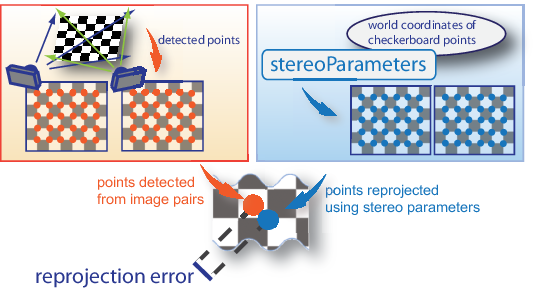 detected points
world coordinates of
checkerboard points
stereoParameters
points detected
from image pairs
points reprojected
using stereo parameters
reprojection error